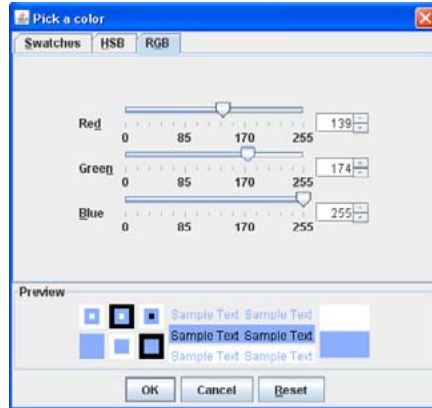 Pick a color
Swatches HSB RGB
Red 139
0 85 170 255
Green 174
0 85 170 255
Blue 255
0 85 170 255
Preview
Sample Text Sample Text
Sample Text Sample Text
Sample Text Sample Text
OK Cancel Reset